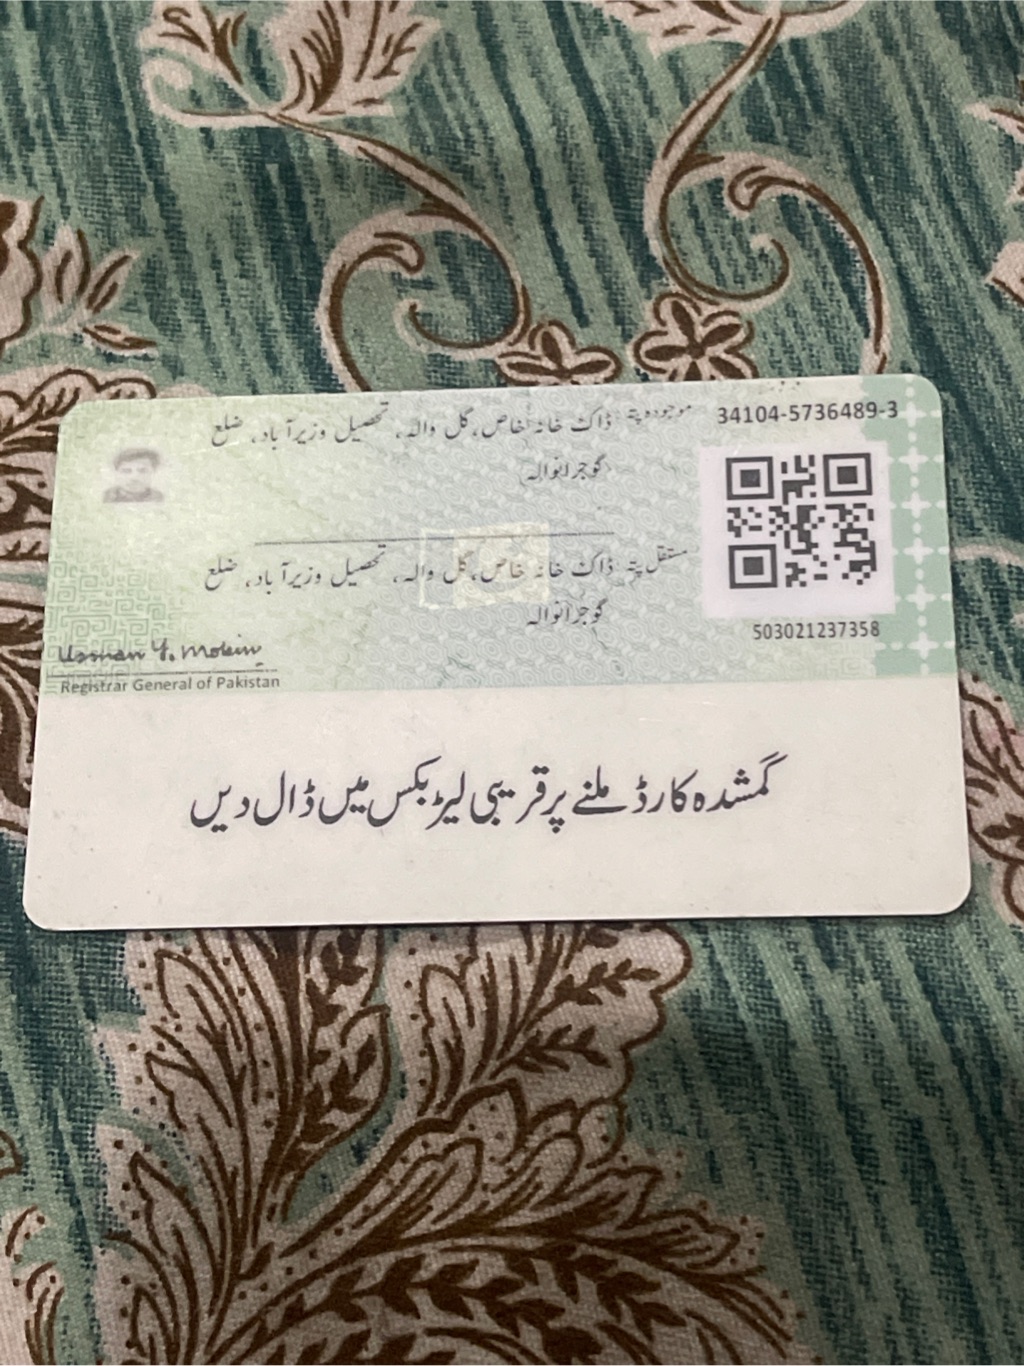 موجودہ پتہ ڈاک خانہ خاص، گل والہ، تحصیل وزیرآباد، ضلع
گوجرانوالہ
34104-5736489-3
مستقل پتہ ڈاک خانہ خاص، گل والہ، تحصیل وزیرآباد، ضلع
گوجرانوالہ
503021237358
Usman Y. Mobin
Registrar General of Pakistan
گمشدہ کارڈ ملنے پر قریبی لیٹر بکس میں ڈال دیں